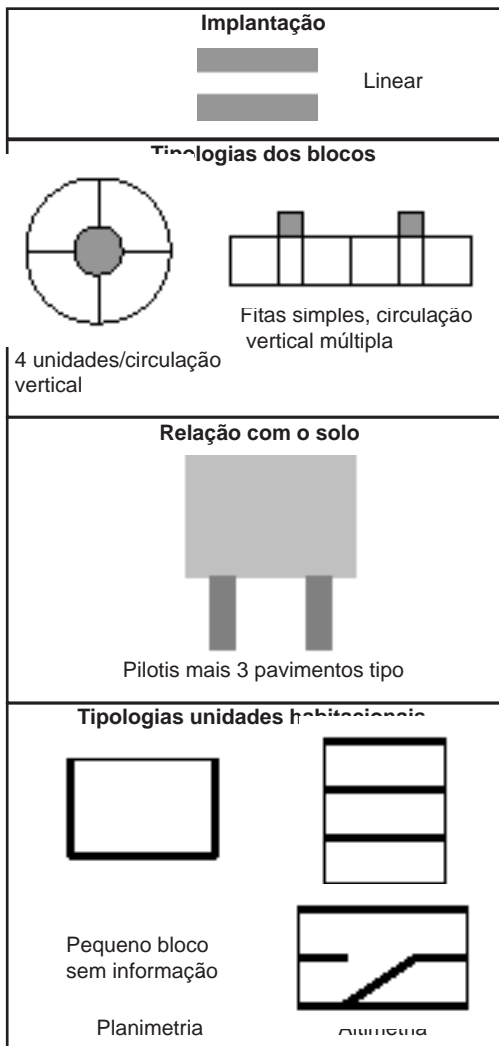 Implantação
Linear
Tipologias dos blocos
Fitas simples, circulação
vertical múltipla
4 unidades/circulação
vertical
Relação com o solo
Pilotis mais 3 pavimentos tipo
Tipologias unidades habitacionais
Pequeno bloco
sem informação
Planimetria
Altimetria